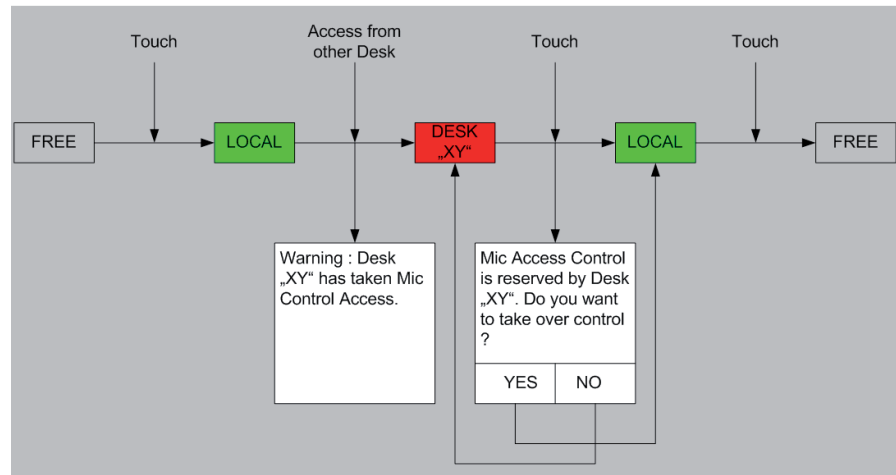 Touch
Access from
other Desk
Touch
Touch
FREE
LOCAL
DESK
„XY“
LOCAL
FREE
Warning : Desk
„XY“ has taken Mic
Control Access.
Mic Access Control
is reserved by Desk
„XY“. Do you want
to take over control
?
YES
NO